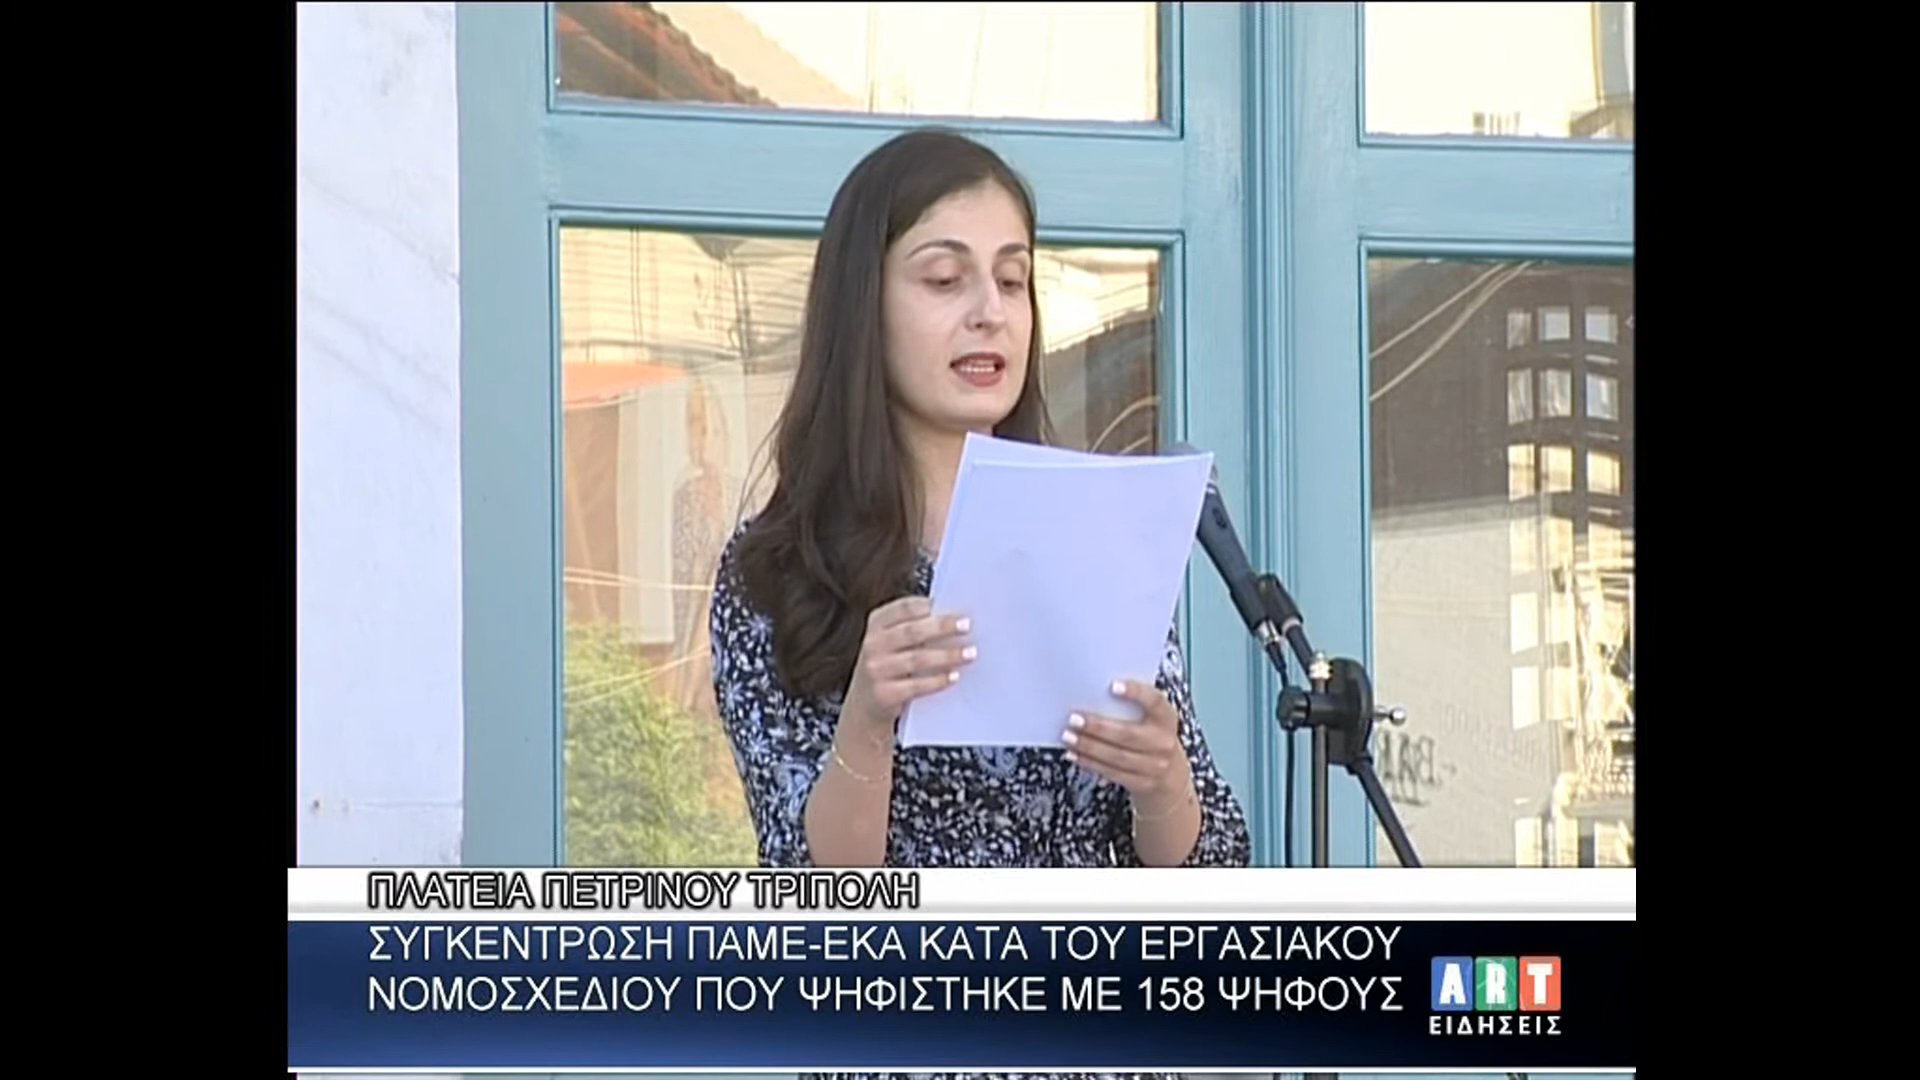 ΠΛΑΤΕΙΑ ΠΕΤΡΙΝΟΥ ΤΡΙΠΟΛΗ
ΣΥΓΚΕΝΤΡΩΣΗ ΠΑΜΕ-ΕΚΑ ΚΑΤΑ ΤΟΥ ΕΡΓΑΣΙΑΚΟΥ
ΝΟΜΟΣΧΕΔΙΟΥ ΠΟΥ ΨΗΦΙΣΤΗΚΕ ΜΕ 158 ΨΗΦΟΥΣ
ART
ΕΙΔΗΣΕΙΣ